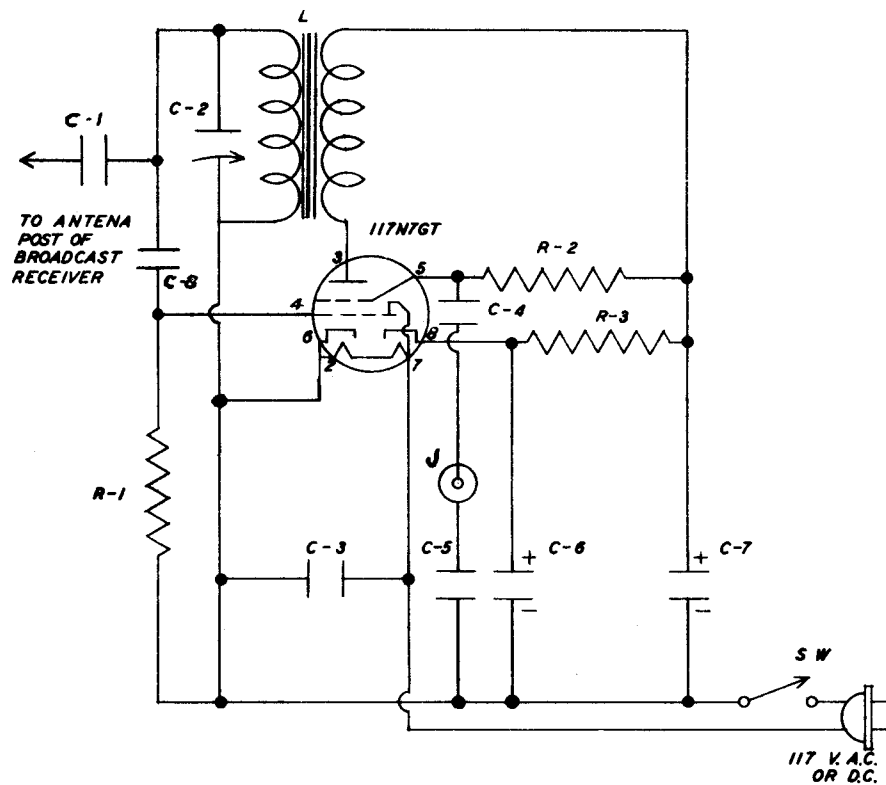 L
C-2
C-1
TO ANTENA
POST OF
BROADCAST
RECEIVER
C-8
117N7GT
3
5
R-2
4
C-4
6
8
R-3
2
7
J
R-1
C-3
C-5
+
C-6
+
C-7
-
-
SW
117 V. A.C.
OR D.C.